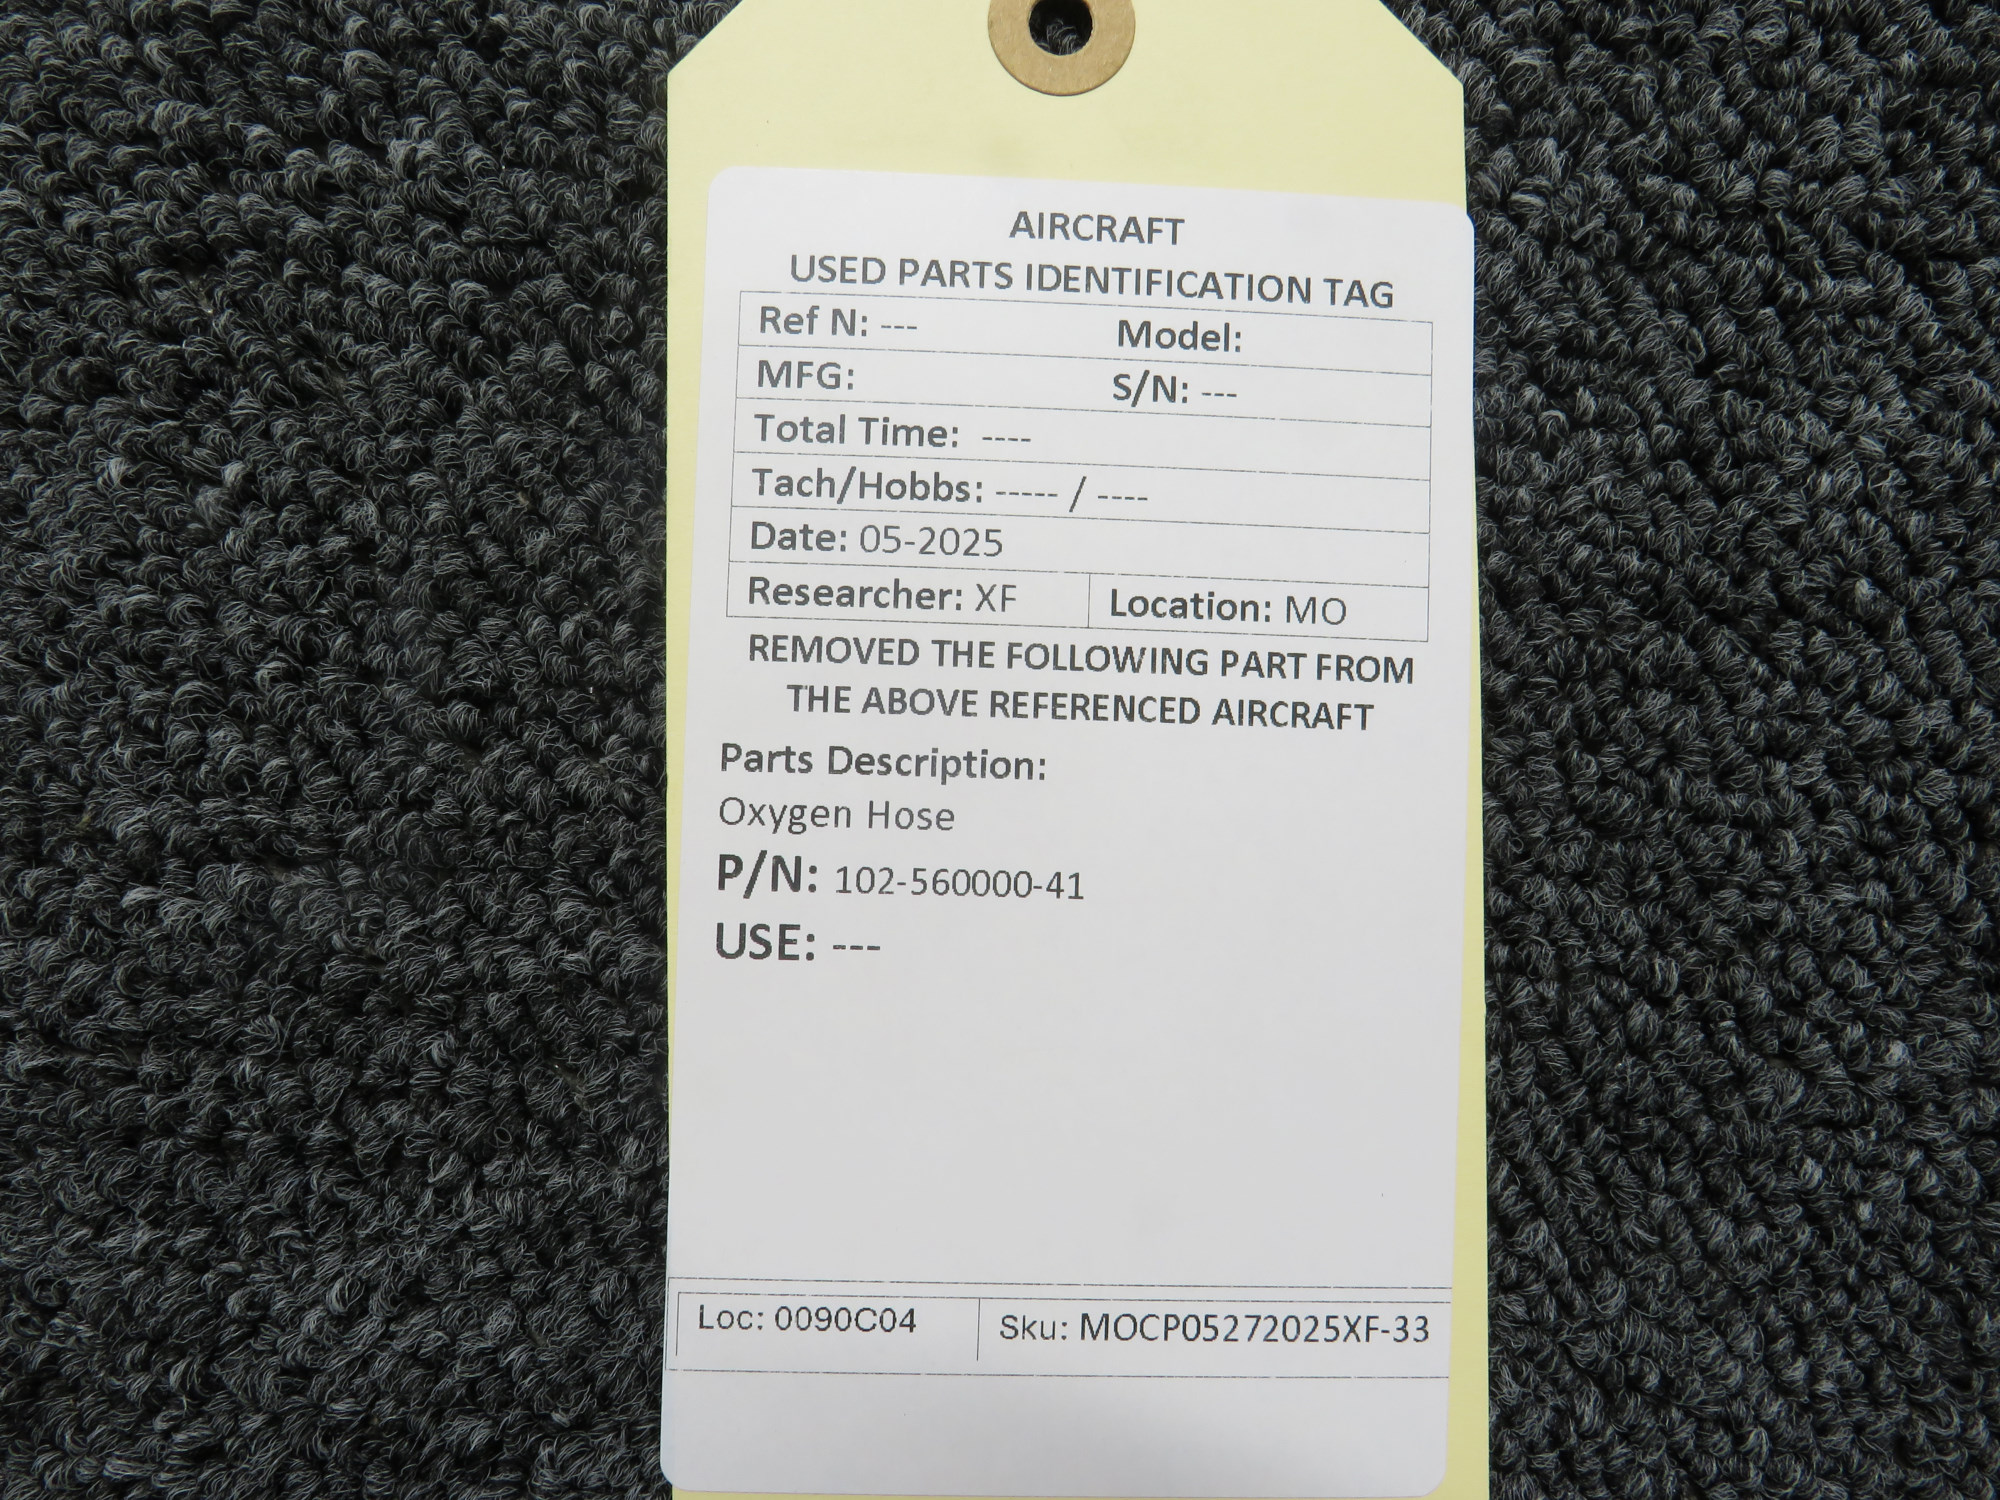 AIRCRAFT
USED PARTS IDENTIFICATION TAG
Ref N: --- Model:
MFG: S/N: ---
Total Time: ----
Tach/Hobbs: ----- / ----
Date: 05-2025
Researcher: XF Location: MO
REMOVED THE FOLLOWING PART FROM
THE ABOVE REFERENCED AIRCRAFT
Parts Description:
Oxygen Hose
P/N: 102-560000-41
USE: ---
Loc: 0090C04 Sku: MOCP05272025XF-33